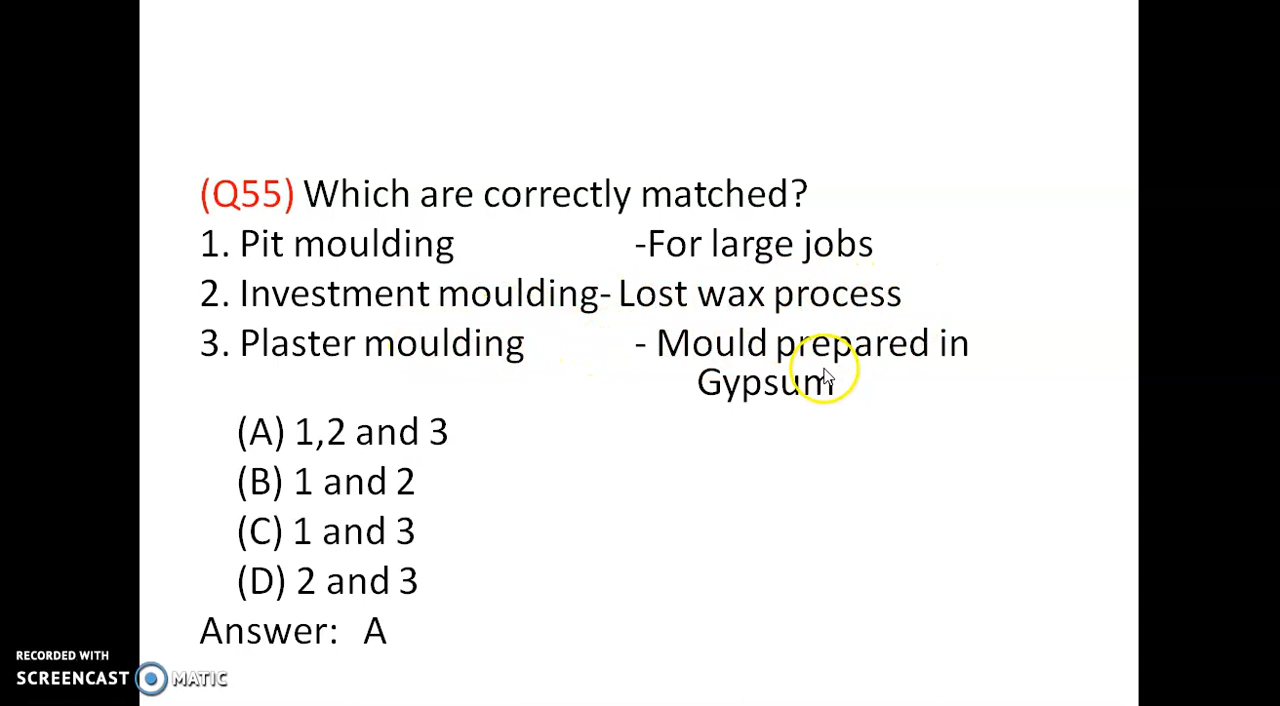 (Q55) Which are correctly matched?
1. Pit moulding -For large jobs
2. Investment moulding- Lost wax process
3. Plaster moulding - Mould prepared in
Gypsum
(A) 1,2 and 3
(B) 1 and 2
(C) 1 and 3
(D) 2 and 3
Answer: A
RECORDED WITH
SCREENCAST MATIC